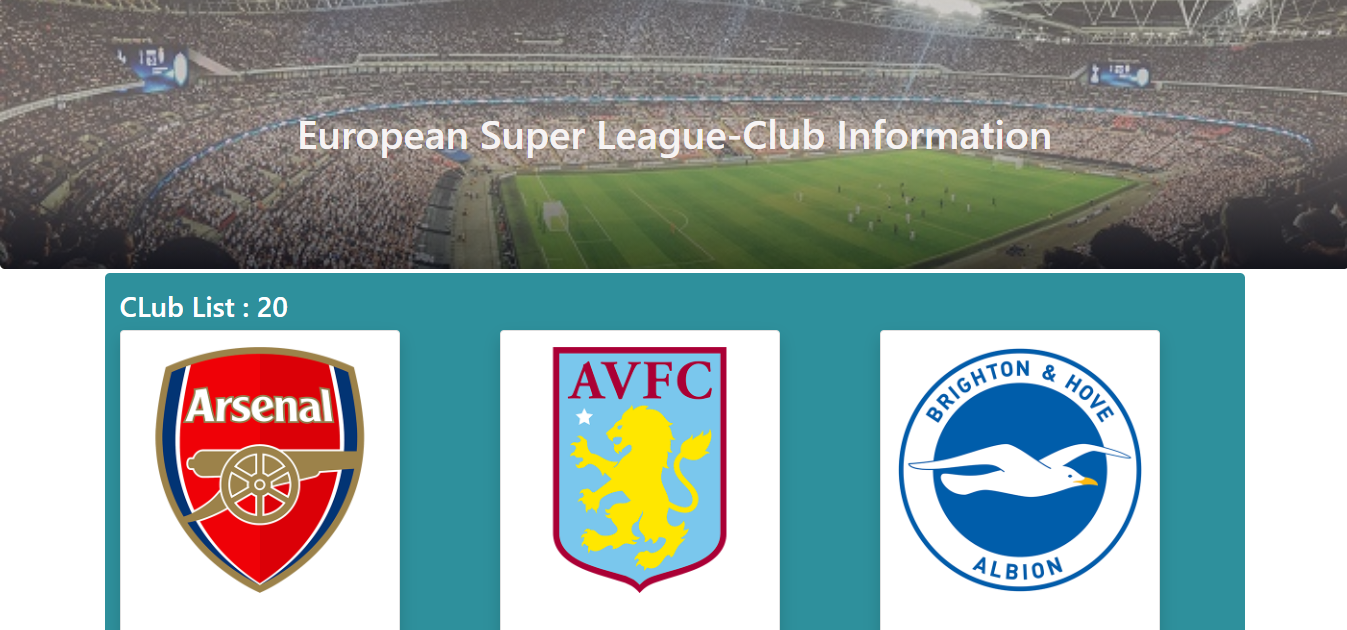 European Super League-Club Information
CLub List : 20
Arsenal
AVFC
BRIGHTON & HOVE
ALBION